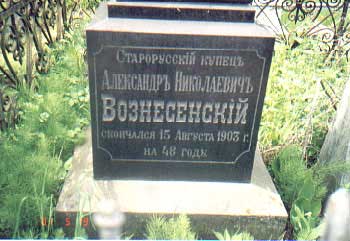 Старорусскій купецъ
Александръ Николаевичъ
Вознесенскій
скончался 15 Августа 1903 г.
на 48 году